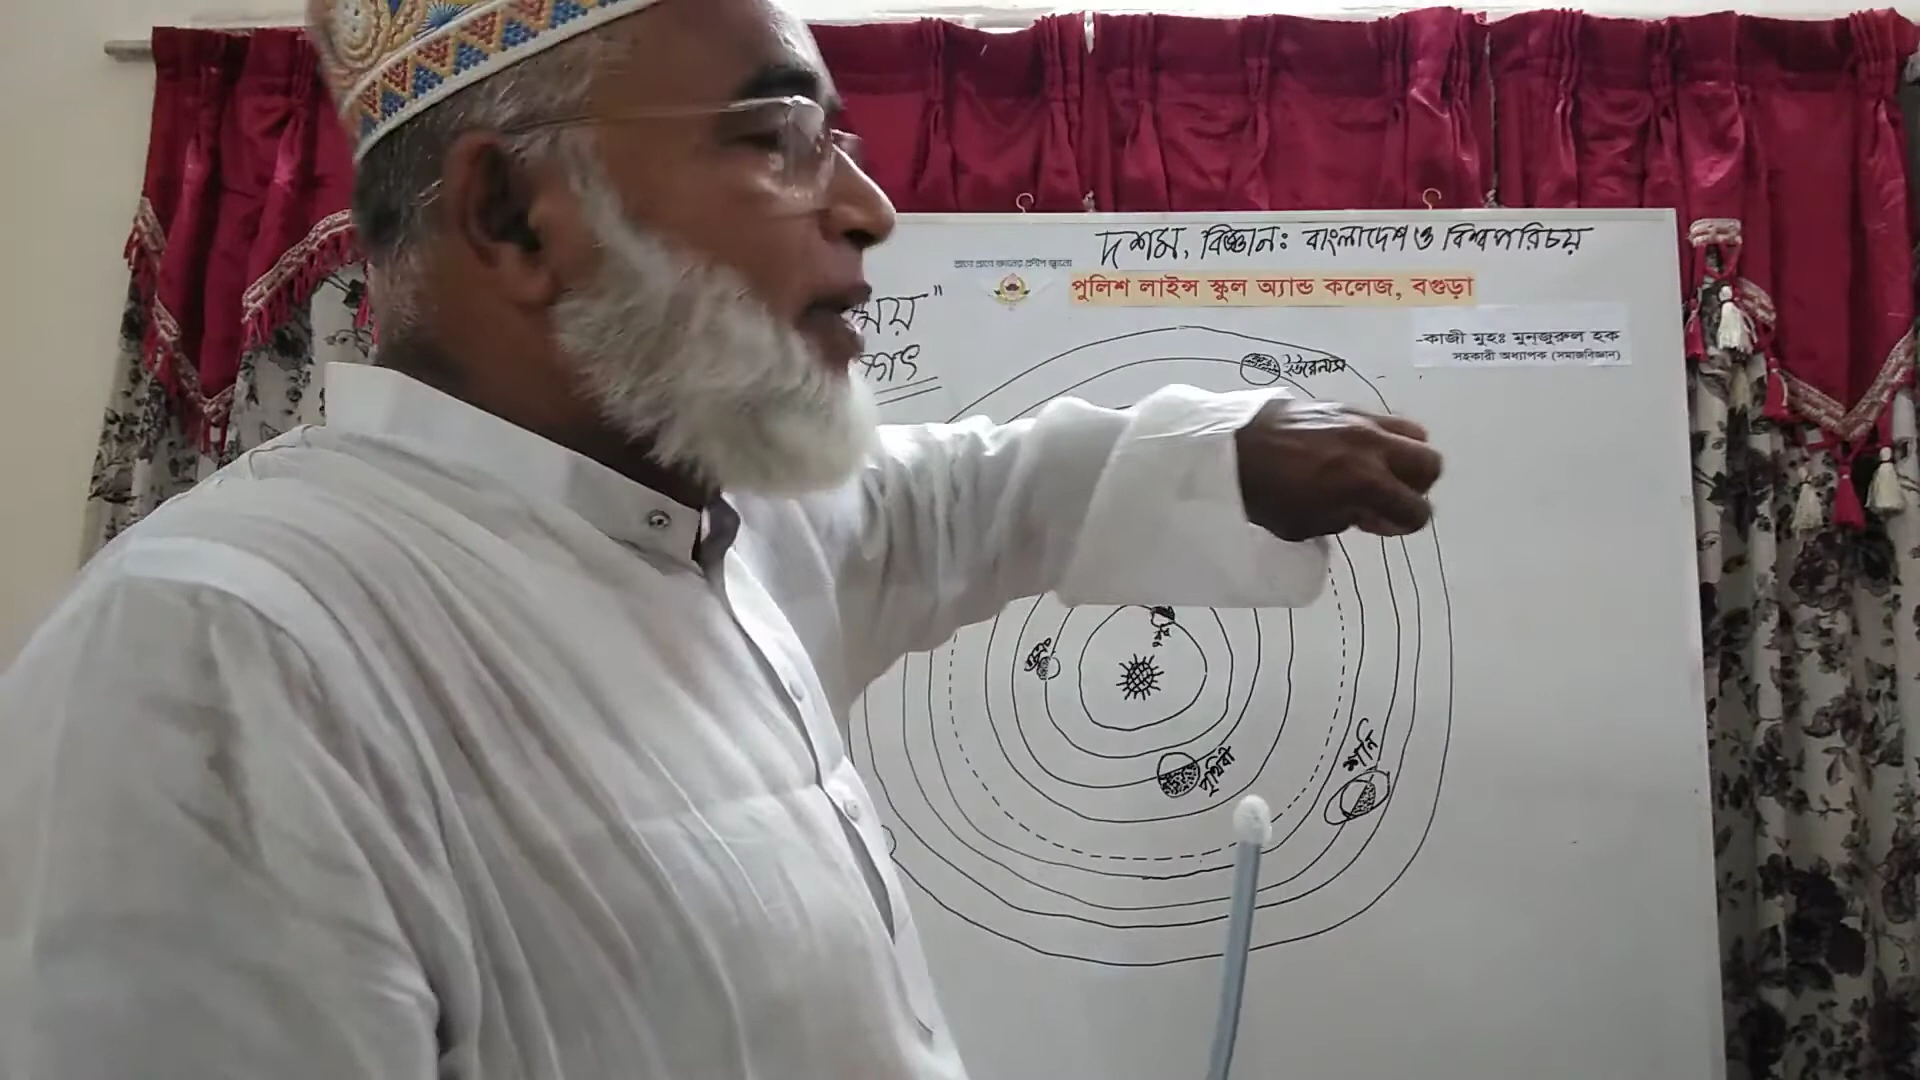 দশম, বিজ্ঞান: বাংলাদেশ ও বিশ্বপরিচয়
পুলিশ লাইন্স স্কুল অ্যান্ড কলেজ, বগুড়া
-কাজী মুহঃ মুনজুরুল হক
সহকারী অধ্যাপক (সমাজবিজ্ঞান)
ইউরেনাস
বুধ
শুক্র
পৃথিবী
শনি